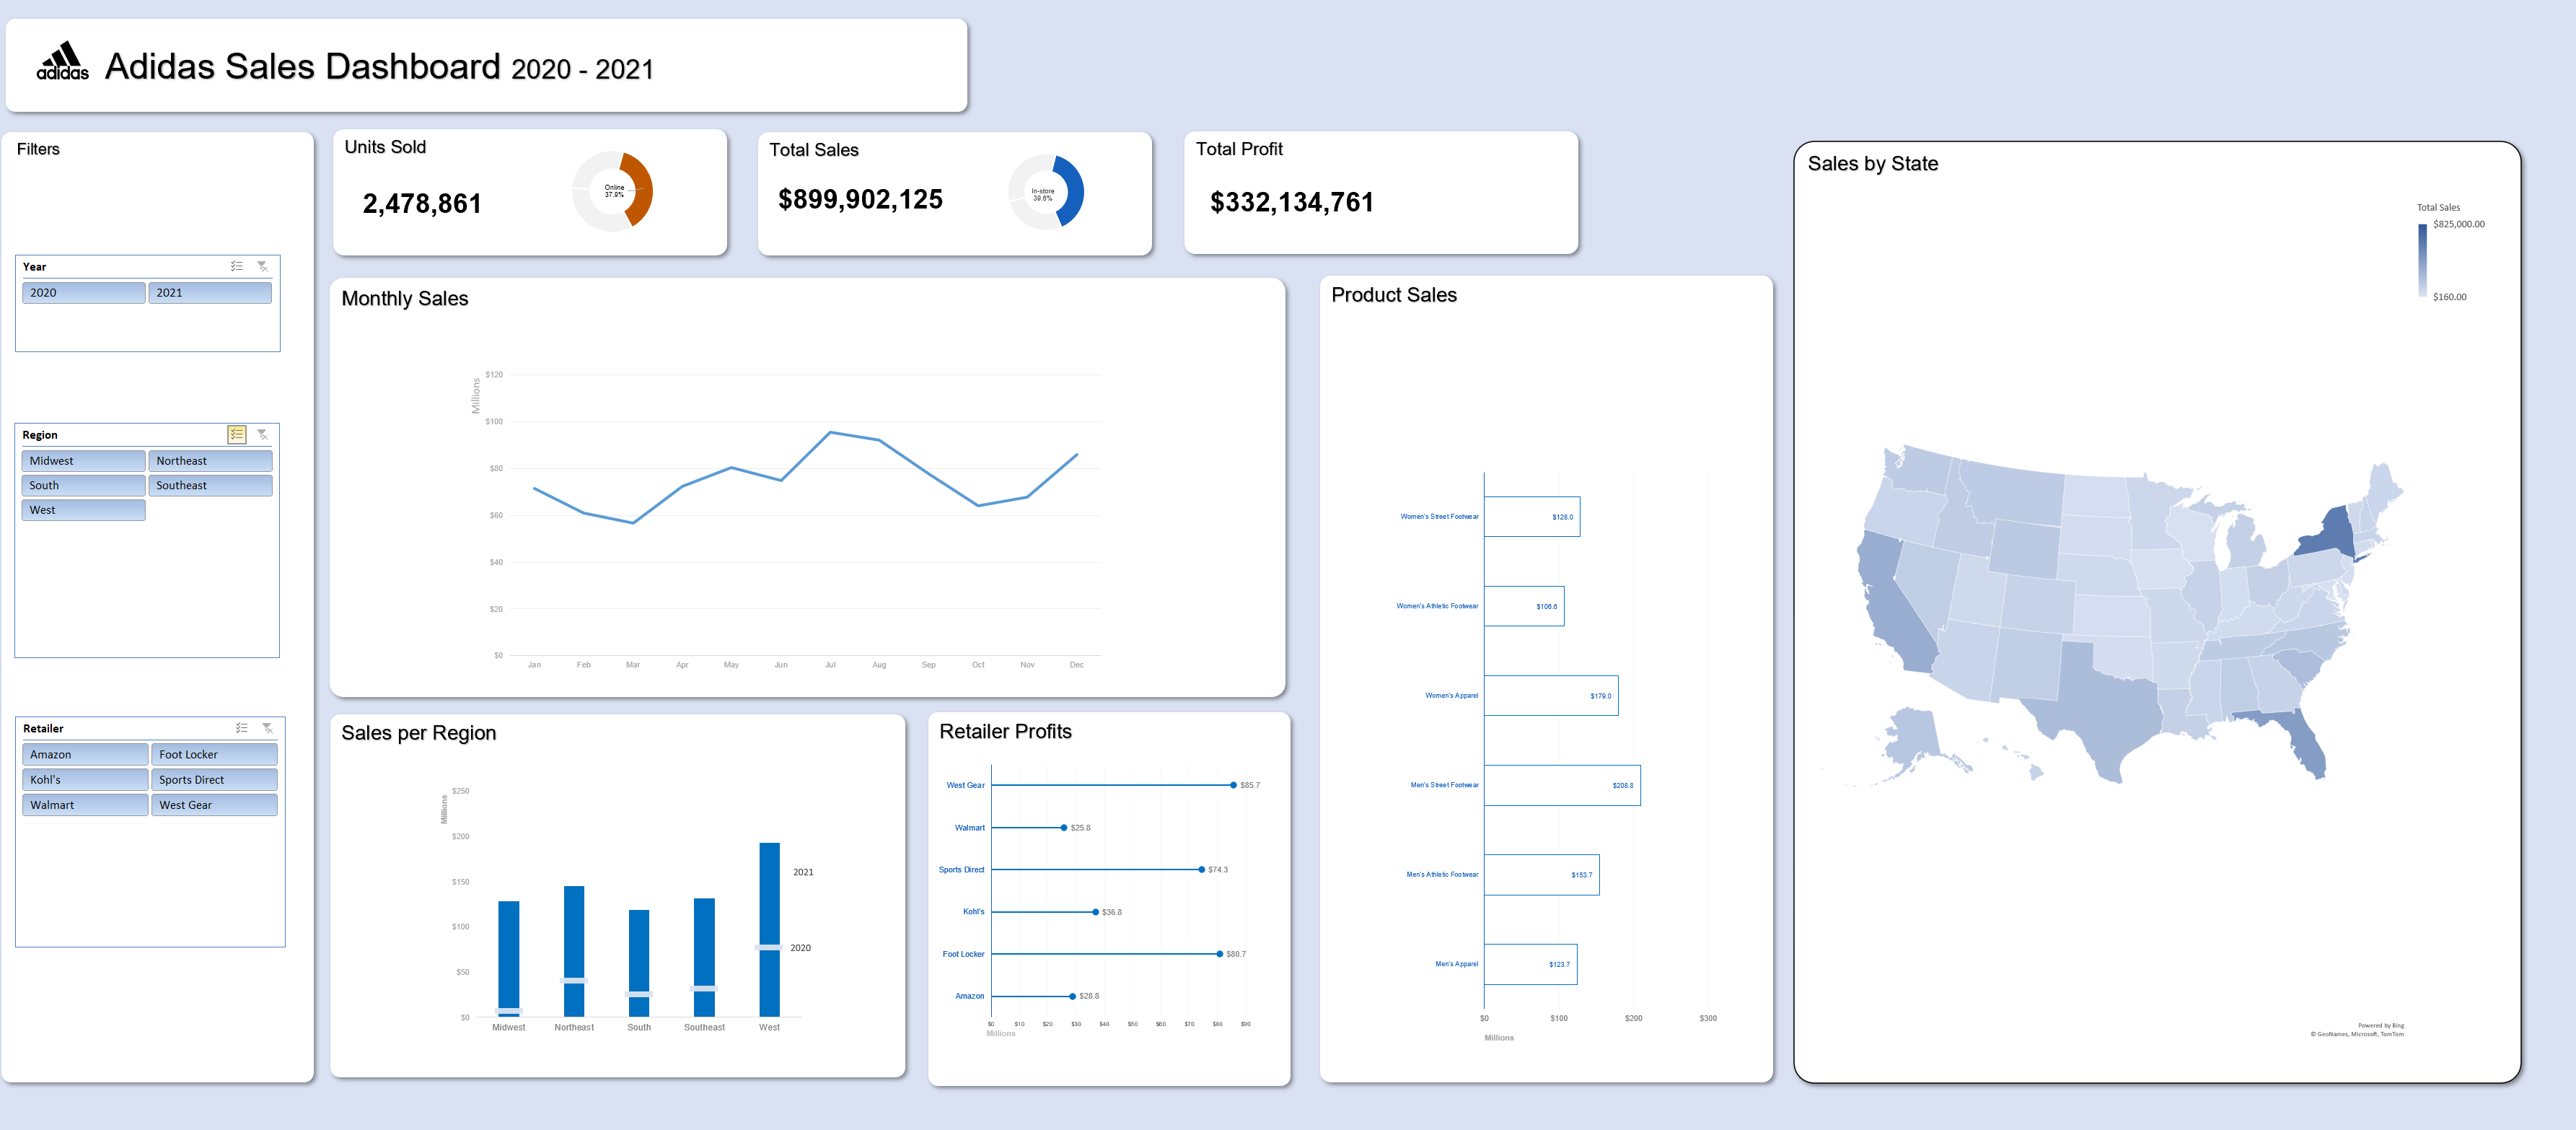 adidas
Adidas Sales Dashboard 2020 - 2021
Filters
Year
2020 2021
Region
Midwest Northeast
South Southeast
West
Retailer
Amazon Foot Locker
Kohl's Sports Direct
Walmart West Gear
Units Sold
2,478,861
Online
37.9%
Total Sales
$899,902,125
In-store
39.6%
Total Profit
$332,134,761
Monthly Sales
Millions
$120
$100
$80
$60
$40
$20
$0
Jan Feb Mar Apr May Jun Jul Aug Sep Oct Nov Dec
Sales per Region
Millions
$250
$200
$150
$100
$50
$0
2021
2020
Midwest Northeast South Southeast West
Retailer Profits
West Gear $85.7
Walmart $25.8
Sports Direct $74.3
Kohl's $36.8
Foot Locker $80.7
Amazon $28.8
$0 $10 $20 $30 $40 $50 $60 $70 $80 $90
Millions
Product Sales
Women's Street Footwear $128.0
Women's Athletic Footwear $106.6
Women's Apparel $179.0
Men's Street Footwear $208.8
Men's Athletic Footwear $153.7
Men's Apparel $123.7
$0 $100 $200 $300
Millions
Sales by State
Total Sales
$825,000.00
$160.00
Powered by Bing
© GeoNames, Microsoft, TomTom